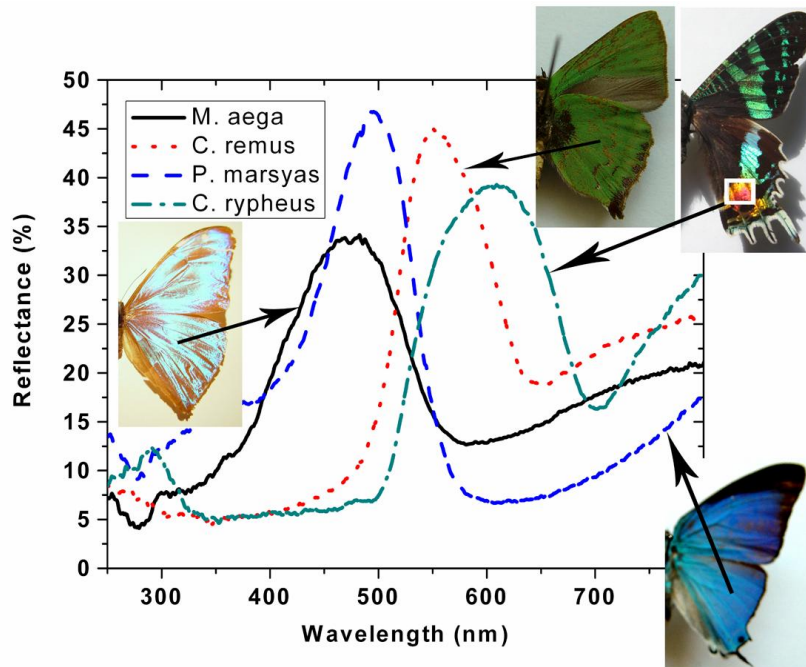 50
45
40
35
30
25
20
15
10
5
0
Reflectance (%)
M. aega
C. remus
P. marsyas
C. rypheus
300 400 500 600 700
Wavelength (nm)